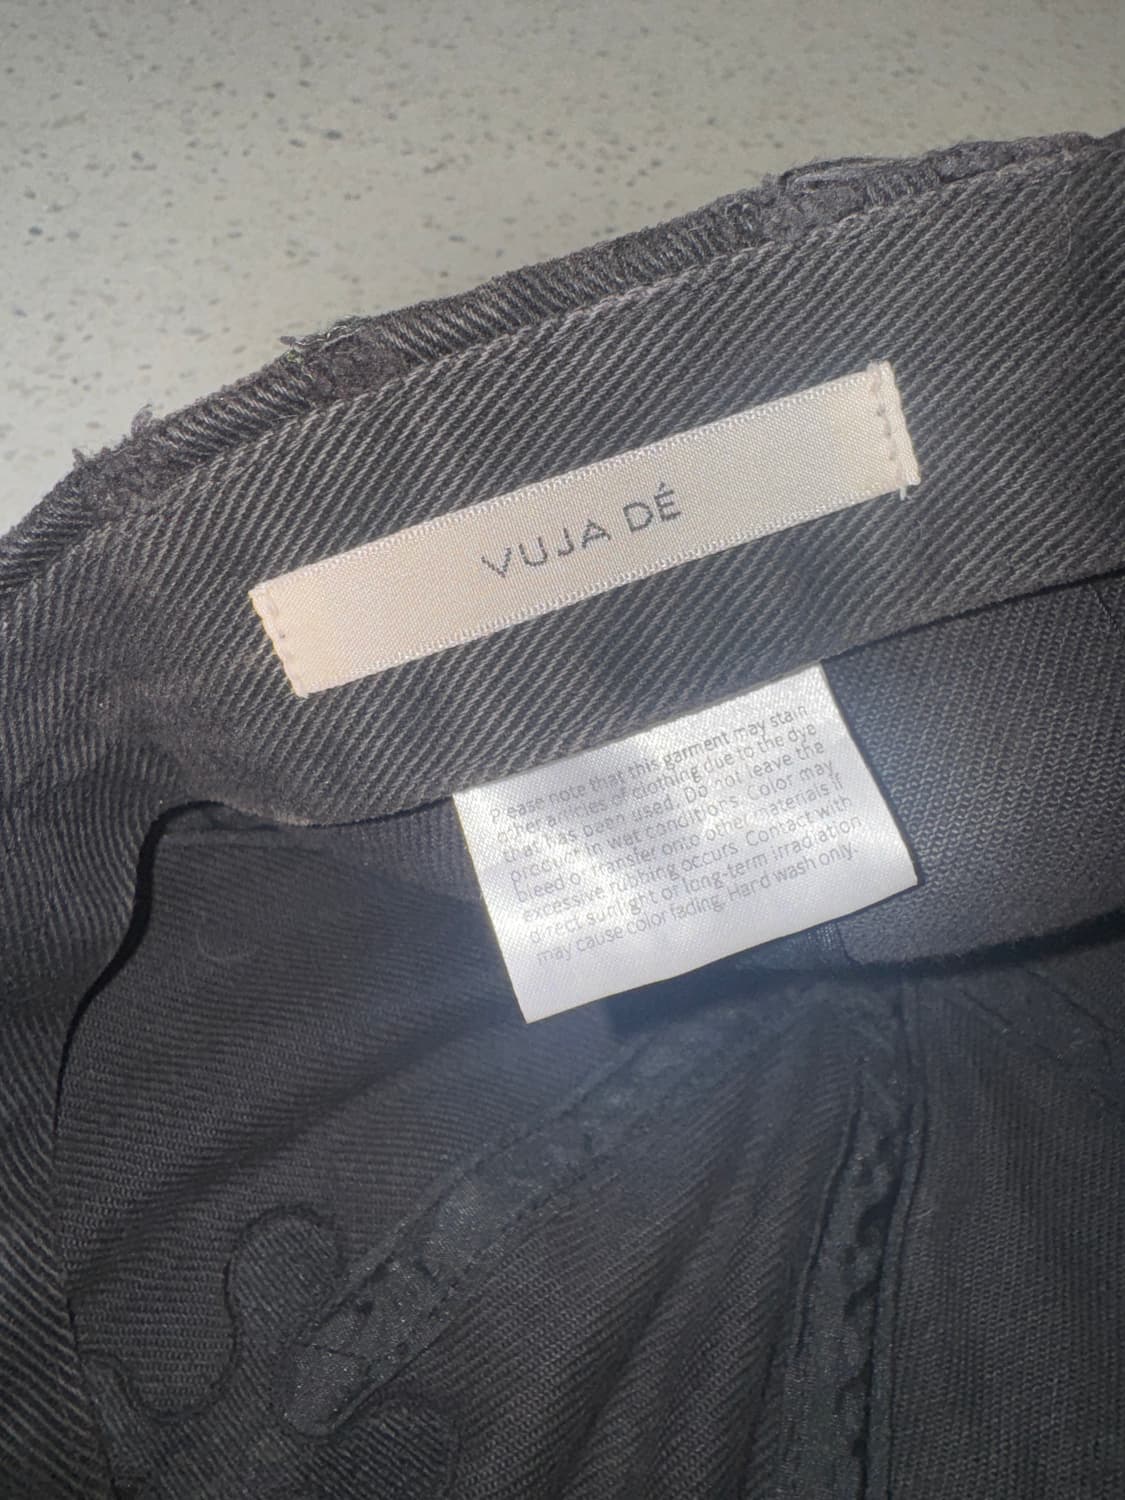 VUJA DÉ
Please note that this garment may stain
other articles of clothing due to the dye
that has been used. Do not leave the
product in wet conditions. Color may
bleed or transfer onto other materials if
excessive rubbing occurs. Contact with
direct sunlight or long-term irradiation
may cause color fading. Hand wash only.